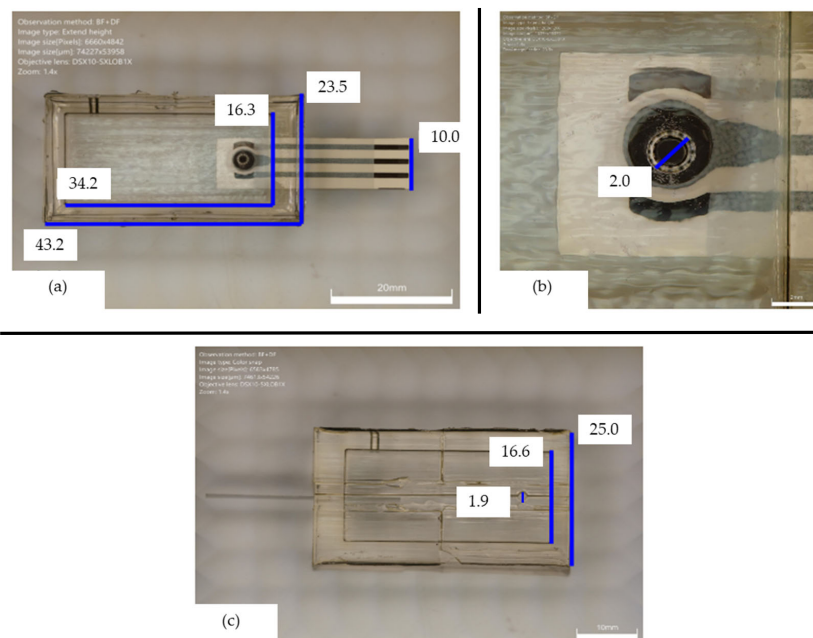 Observation method: BF+DF
Image type: Extend height
Image size[Pixels]: 6660x4842
Image size[μm]: 74227x53958
Objective lens: DSX10-SXLOB1X
Zoom: 1.4x
23.5
16.3
10.0
34.2
43.2
(a)
20mm
2.0
(b)
2mm
Observation method: BF+DF
Image type: Color snap
Objective lens: DSX10-SXLOB1X
Zoom: 1.4x
25.0
16.6
1.9
(c)
10mm